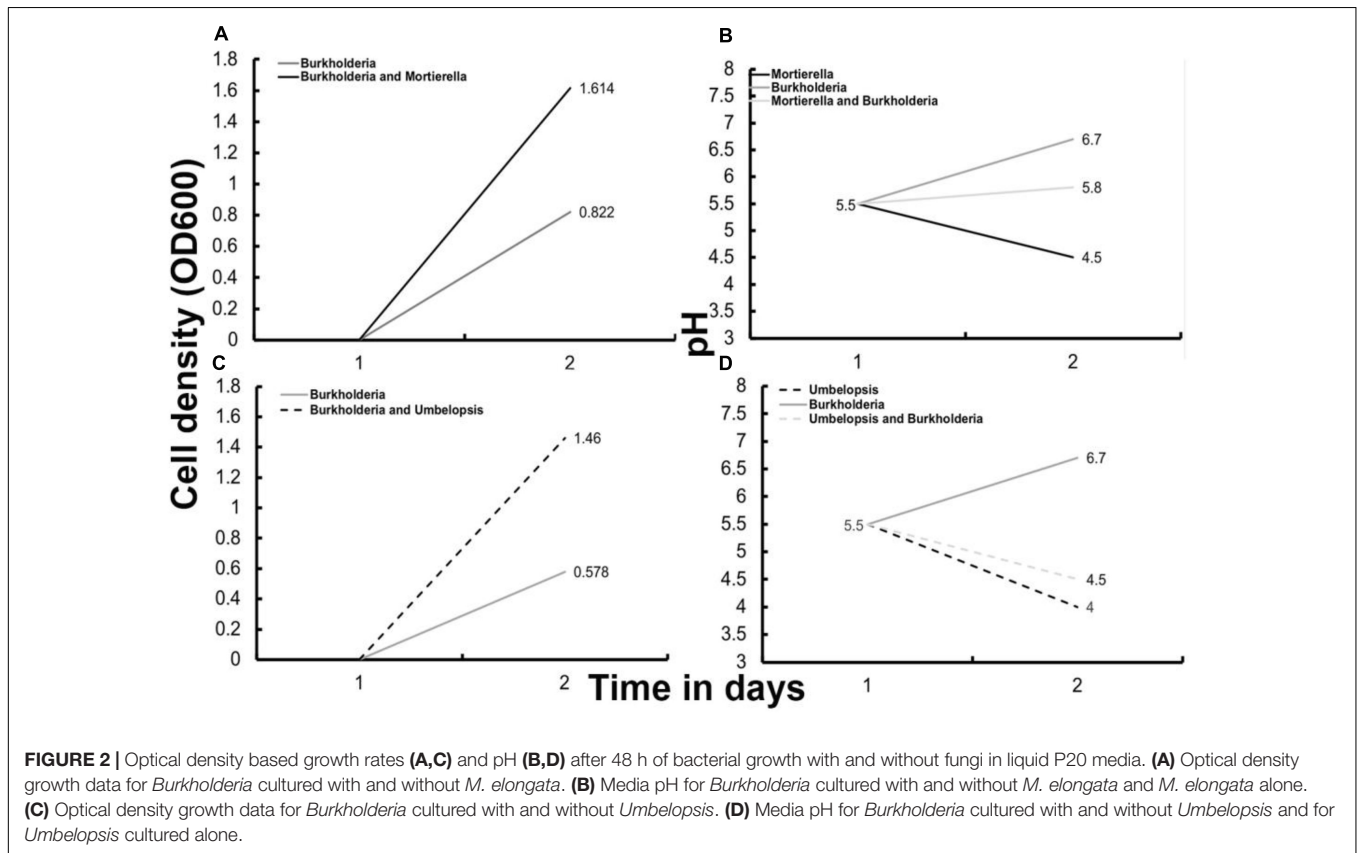 A
1.8
1.6
1.4
1.2
1
0.8
0.6
0.4
0.2
0
Burkholderia
Burkholderia and Mortierella
1.614
0.822
1
2
B
8
7.5
7
6.5
6
5.5
5
4.5
4
3.5
3
Mortierella
Burkholderia
Mortierella and Burkholderia
5.5
6.7
5.8
4.5
1
2
Cell density (OD600)
pH
C
1.8
1.6
1.4
1.2
1
0.8
0.6
0.4
0.2
0
Burkholderia
Burkholderia and Umbelopsis
1.46
0.578
1
2
D
8
7.5
7
6.5
6
5.5
5
4.5
4
3.5
3
Umbelopsis
Burkholderia
Umbelopsis and Burkholderia
5.5
6.7
4.5
4
1
2
Time in days
FIGURE 2 | Optical density based growth rates (A,C) and pH (B,D) after 48 h of bacterial growth with and without fungi in liquid P20 media. (A) Optical density
growth data for Burkholderia cultured with and without M. elongata. (B) Media pH for Burkholderia cultured with and without M. elongata and M. elongata alone.
(C) Optical density growth data for Burkholderia cultured with and without Umbelopsis. (D) Media pH for Burkholderia cultured with and without Umbelopsis and for
Umbelopsis cultured alone.